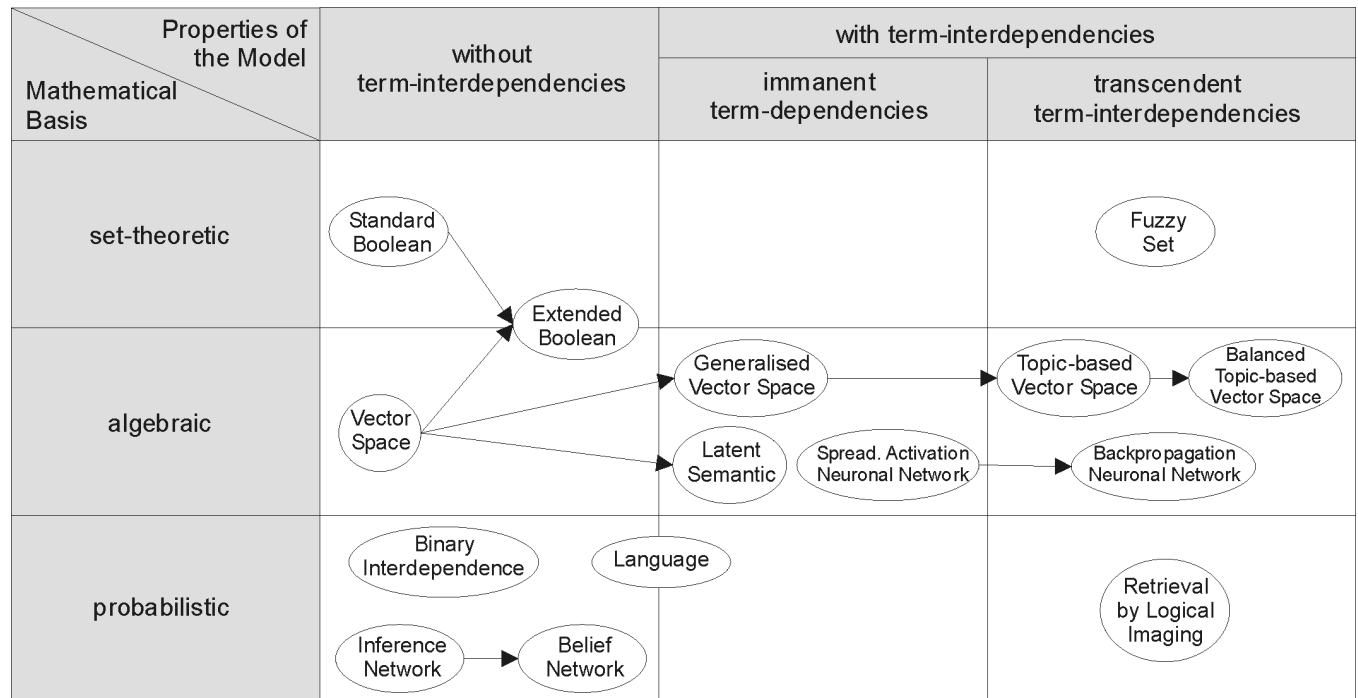 Properties of
the Model
Mathematical
Basis
without
term-interdependencies
with term-interdependencies
immanent
term-dependencies
transcendent
term-interdependencies
set-theoretic
Standard
Boolean
Fuzzy
Set
Extended
Boolean
algebraic
Vector
Space
Generalised
Vector Space
Topic-based
Vector Space
Balanced
Topic-based
Vector Space
Latent
Semantic
Spread. Activation
Neuronal Network
Backpropagation
Neuronal Network
probabilistic
Binary
Interdependence
Language
Retrieval
by Logical
Imaging
Inference
Network
Belief
Network